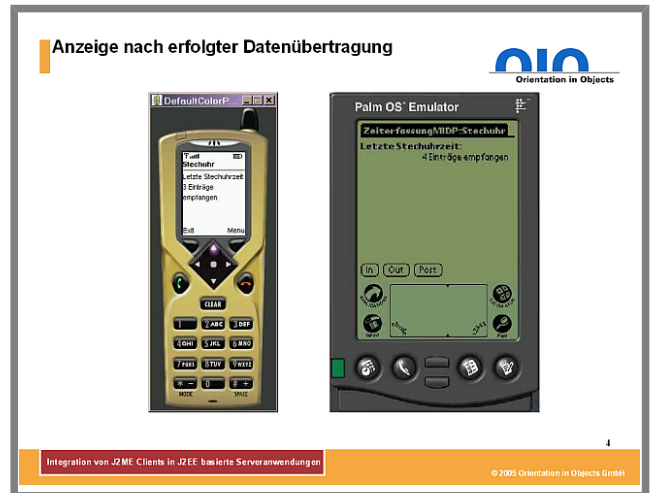 Anzeige nach erfolgter Datenübertragung
OIO
Orientation in Objects
DefaultColorP...
Stechuhr
Letzte Stechuhrzeit
3 Einträge
empfangen
Exit Menu
CLEAR
1 2 ABC 3 DEF
4 GHI 5 JKL 6 MNO
7 PQRS 8 TUV 9 WXYZ
* - 0 # +
MODE SPACE
Palm OS® Emulator
ZeiterfassungMIDP:Stechuhr
Letzte Stechuhrzeit:
4 Einträge empfangen
In Out Post
4
Integration von J2ME Clients in J2EE basierte Serveranwendungen
© 2005 Orientation in Objects GmbH